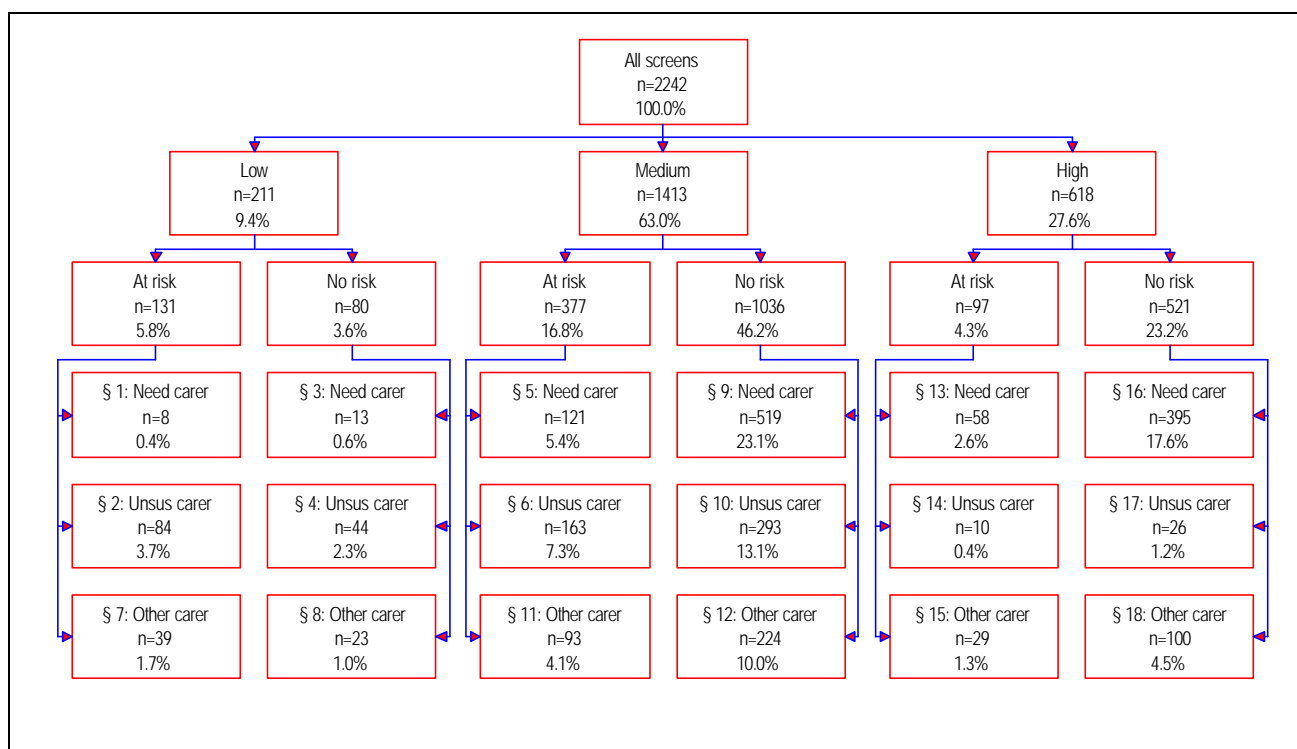 All screens
n=2242
100.0%
Low
n=211
9.4%
Medium
n=1413
63.0%
High
n=618
27.6%
At risk
n=131
5.8%
No risk
n=80
3.6%
At risk
n=377
16.8%
No risk
n=1036
46.2%
At risk
n=97
4.3%
No risk
n=521
23.2%
§ 1: Need carer
n=8
0.4%
§ 3: Need carer
n=13
0.6%
§ 5: Need carer
n=121
5.4%
§ 9: Need carer
n=519
23.1%
§ 13: Need carer
n=58
2.6%
§ 16: Need carer
n=395
17.6%
§ 2: Unsus carer
n=84
3.7%
§ 4: Unsus carer
n=44
2.3%
§ 6: Unsus carer
n=163
7.3%
§ 10: Unsus carer
n=293
13.1%
§ 14: Unsus carer
n=10
0.4%
§ 17: Unsus carer
n=26
1.2%
§ 7: Other carer
n=39
1.7%
§ 8: Other carer
n=23
1.0%
§ 11: Other carer
n=93
4.1%
§ 12: Other carer
n=224
10.0%
§ 15: Other carer
n=29
1.3%
§ 18: Other carer
n=100
4.5%